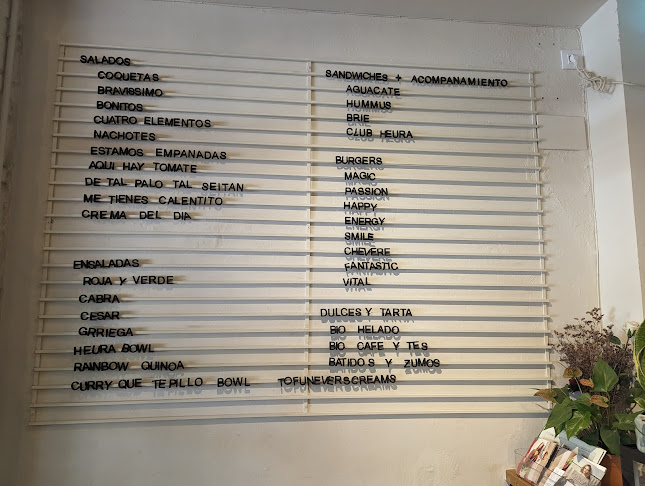 SALADOS
COQUETAS
BRAVISSIMO
BONITOS
CUATRO ELEMENTOS
NACHOTES
ESTAMOS EMPANADAS
AQUI HAY TOMATE
DE TAL PALO TAL SEITAN
ME TIENES CALENTITO
CREMA DEL DIA
ENSALADAS
ROJA Y VERDE
CABRA
CESAR
GRRIEGA
HEURA BOWL
RAINBOW QUINOA
CURRY QUE TE PILLO BOWL TOFUNEVERSCREAMS
SANDWICHES + ACOMPANAMIENTO
AGUACATE
HUMMUS
BRIE
CLUB HEURA
BURGERS
MAGIC
PASSION
HAPPY
ENERGY
SMILE
CHEVERE
FANTASTIC
VITAL
DULCES Y TARTA
BIO HELADO
BIO CAFE Y TES
BATIDOS Y ZUMOS